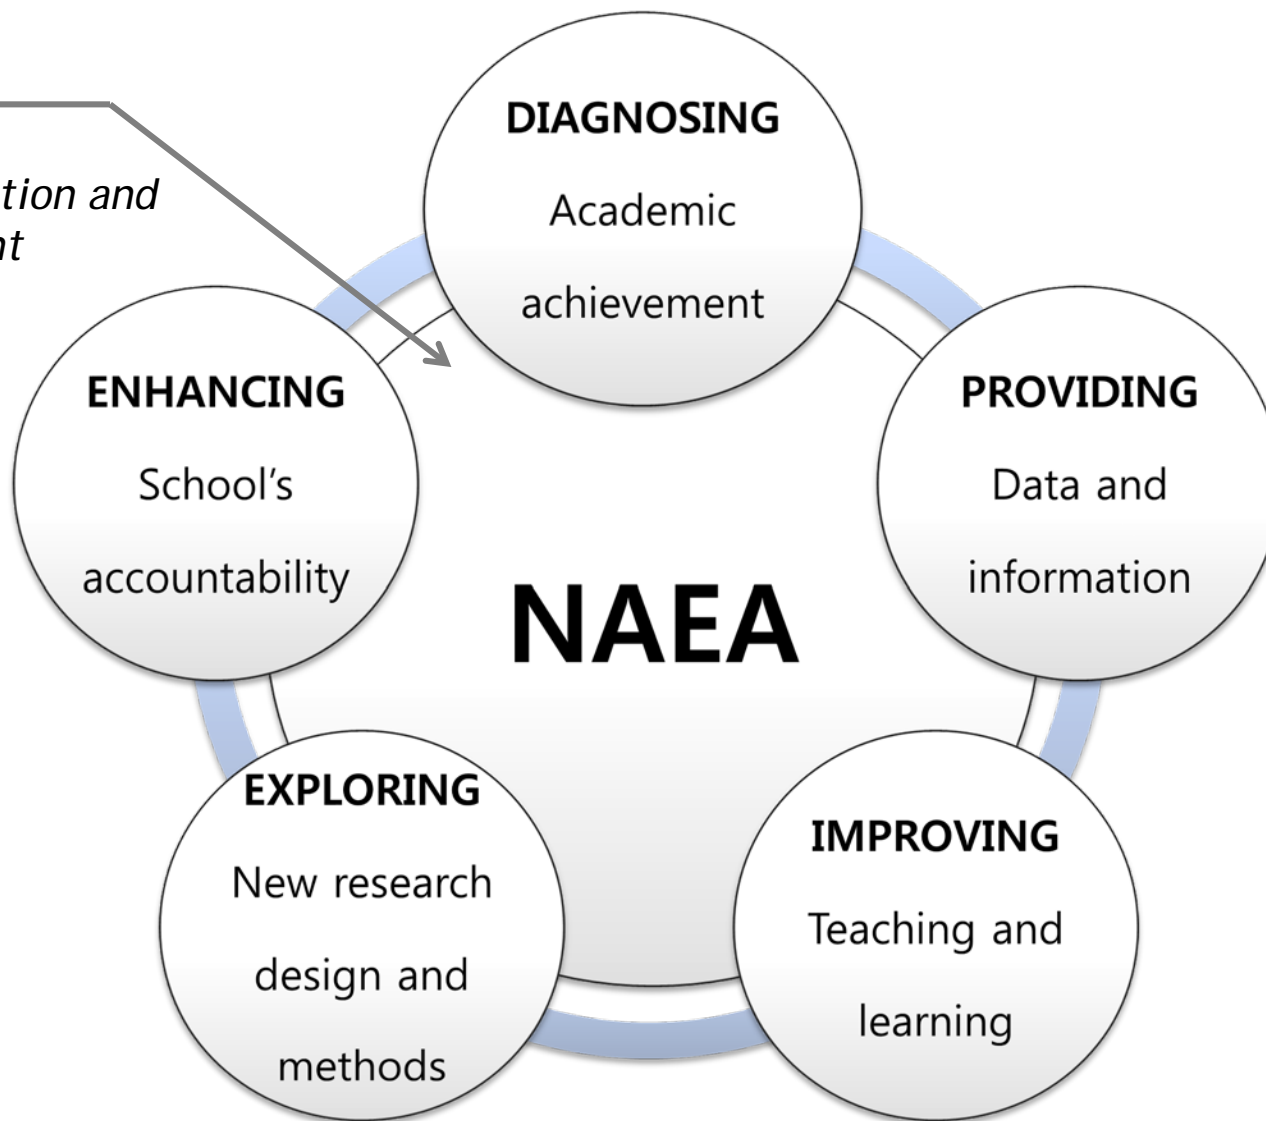 DIAGNOSING
Academic
achievement
and
ENHANCING
School's
accountability
PROVIDING
Data and
information
NAEA
EXPLORING
New research
design and
methods
IMPROVING
Teaching and
learning